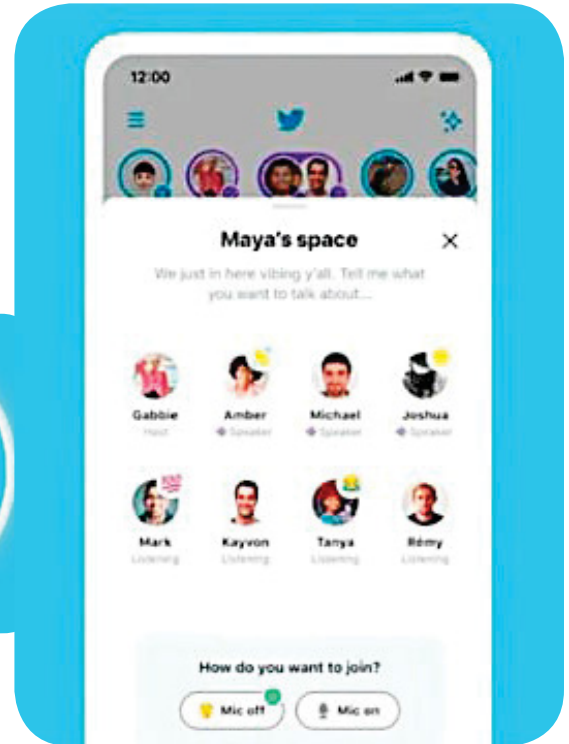 12:00
Maya's space
We just in here vibing y'all. Tell me what
you want to talk about...
Gabbie Amber Michael Joshua
Host Speaker Speaker Speaker
Mark Kayvon Tanya Rémy
Listening Listening Listening Listening
How do you want to join?
Mic off Mic on